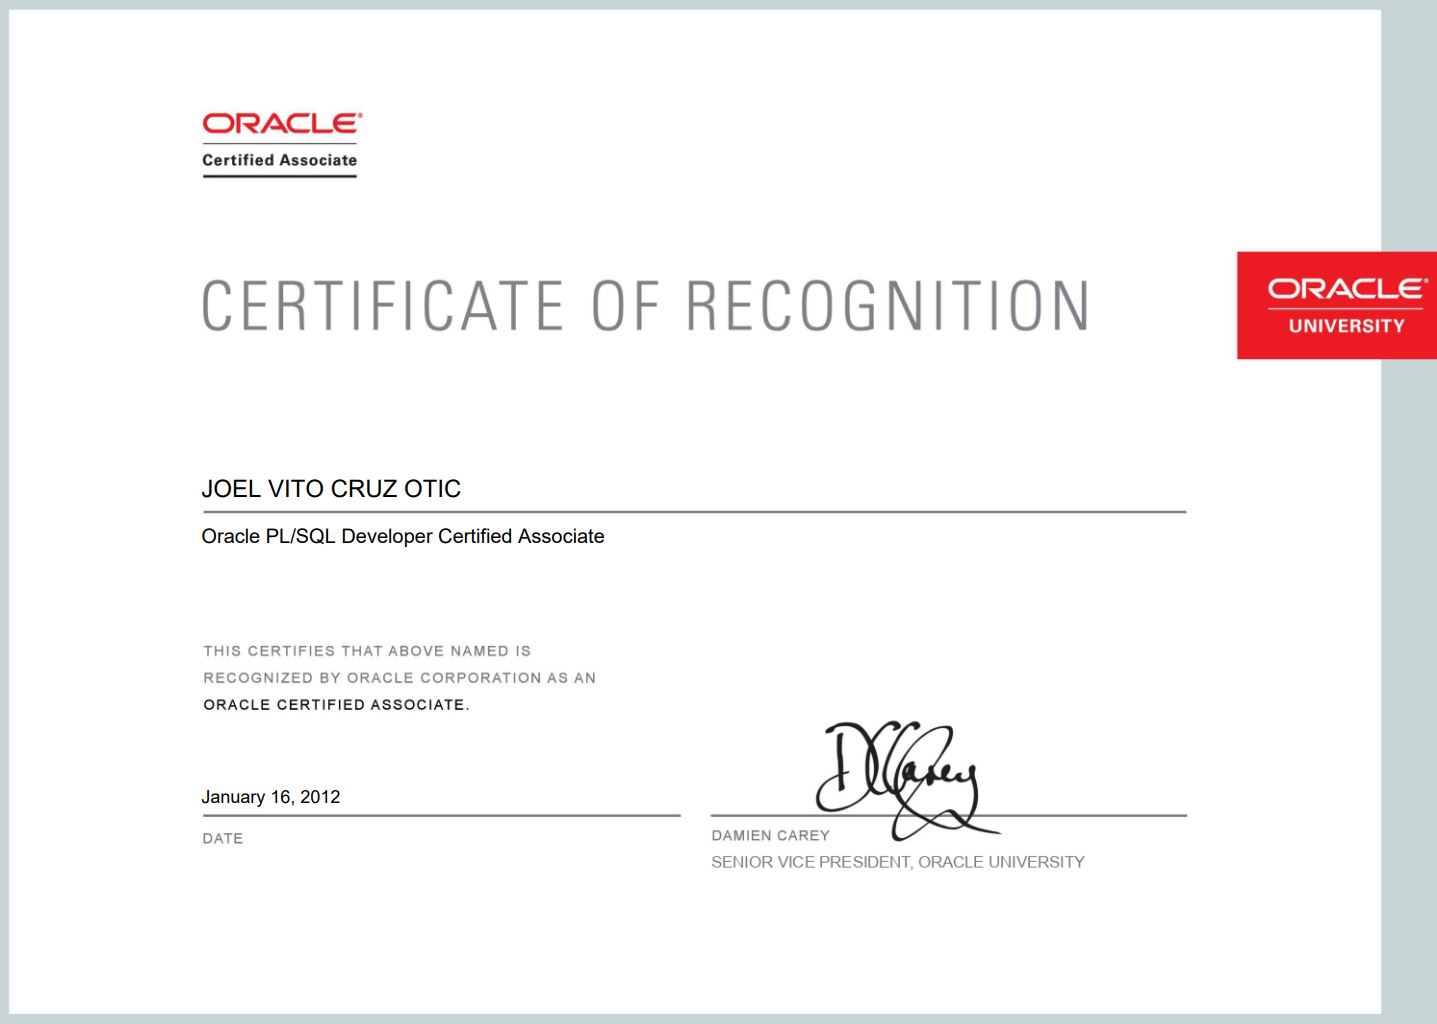 ORACLE®
Certified Associate
CERTIFICATE OF RECOGNITION
ORACLE®
UNIVERSITY
JOEL VITO CRUZ OTIC
Oracle PL/SQL Developer Certified Associate
THIS CERTIFIES THAT ABOVE NAMED IS
RECOGNIZED BY ORACLE CORPORATION AS AN
ORACLE CERTIFIED ASSOCIATE.
DCarey
January 16, 2012
DATE
DAMIEN CAREY
SENIOR VICE PRESIDENT, ORACLE UNIVERSITY